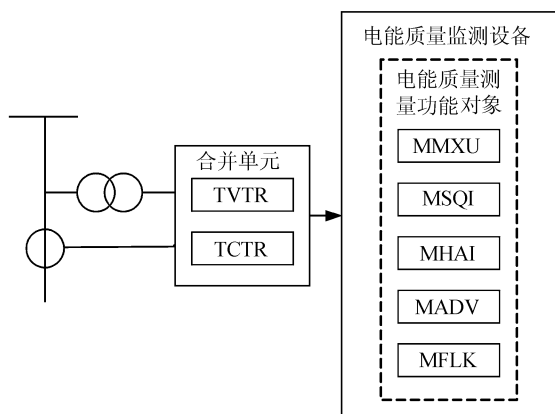 电能质量监测设备
电能质量测
量功能对象
合并单元
TVTR
TCTR
MMXU
MSQI
MHAI
MADV
MFLK